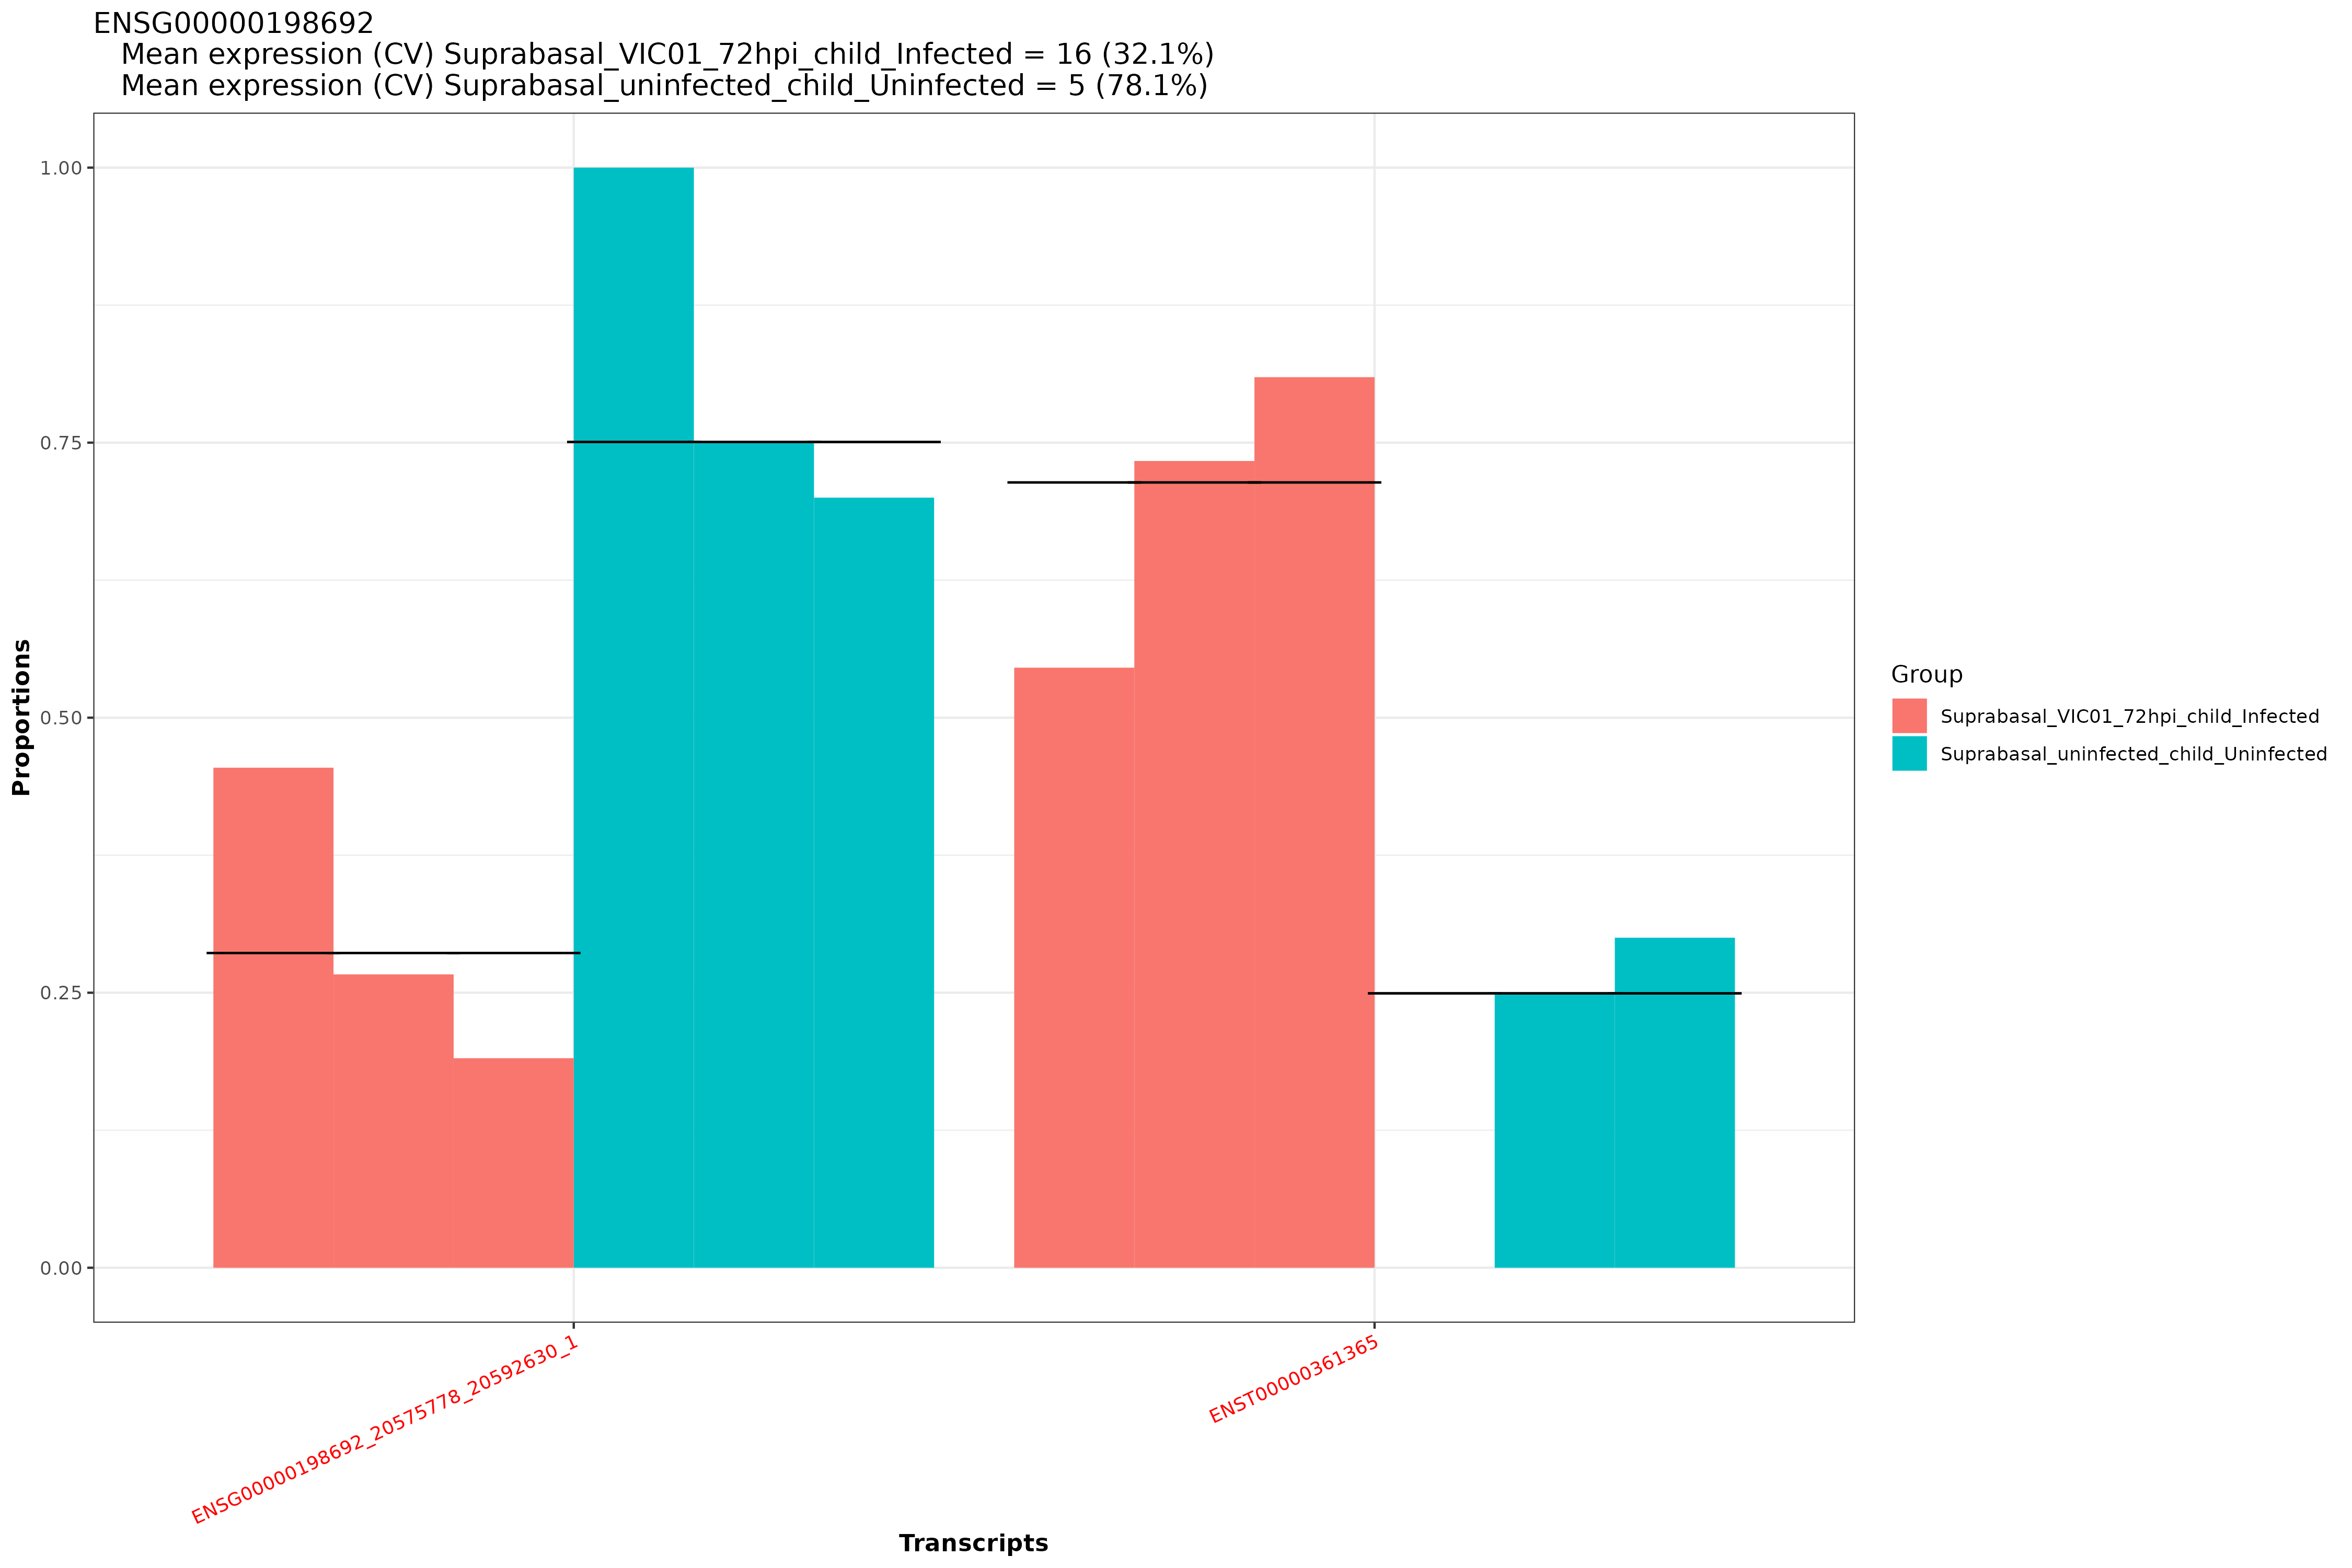 ENSG00000198692
Mean expression (CV) Suprabasal_VIC01_72hpi_child_Infected = 16 (32.1%)
Mean expression (CV) Suprabasal_uninfected_child_Uninfected = 5 (78.1%)
1.00
0.75
0.50
0.25
0.00
Proportions
ENSG00000198692_20575778_20592630_1
ENST00000361365
Transcripts
Group
Suprabasal_VIC01_72hpi_child_Infected
Suprabasal_uninfected_child_Uninfected